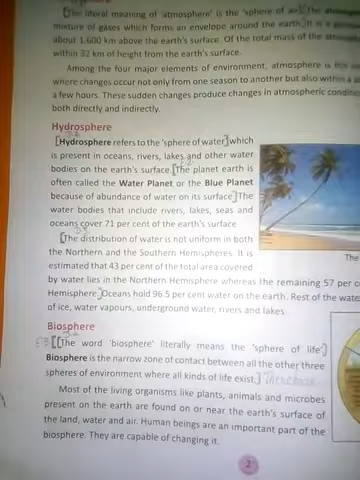 The literal meaning of 'atmosphere' is the 'sphere of air'. The
mixture of gases which forms an envelope around the earth. It is a
about 1,600 km above the earth's surface. Of the total mass of the
within 32 km of from the earth's surface.
Among the four major elements of environment, atmosphere is
where changes occur not only from one season to another but also within a
a few hours. These sudden changes produce changes in atmospheric
both directly and indirectly.
Hydrosphere
[Hydrosphere refers to the 'sphere of water'] which
is present in oceans, rivers, lakes and other water
bodies on the earth's surface. [The planet earth is
often called the Water Planet or the Blue Planet
because of abundance of water on its surface] The
water bodies that include rivers, lakes, seas and
oceans cover 71 per cent of the earth's surface
[The distribution of water is not uniform in both
the Northern and the Southern Hemispheres. It is
estimated that 43 per cent of the total area covered
The
by water lies in the Northern Hemisphere whereas the remaining 57 per
Hemisphere.] Oceans hold 96.5 per cent water on the earth. Rest of the
of ice, water vapours, underground water, rivers and lakes
Biosphere
[[The word 'biosphere' literally means the 'sphere of life'.]
Biosphere is the narrow zone of contact between all the other three
spheres of environment where all kinds of life exist.]
Most of the living organisms like plants, animals and microbes
present on the earth are found on or near the earth's surface of
the land, water and air. Human beings are an important part of the
biosphere. They are capable of changing it.
2